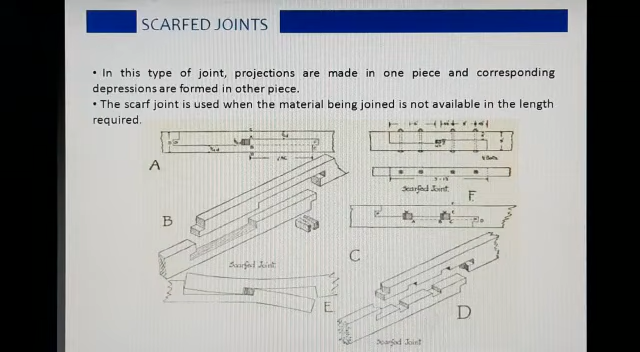 SCARFED JOINTS
• In this type of joint, projections are made in one piece and corresponding
depressions are formed in other piece.
• The scarf joint is used when the material being joined is not available in the length
required.
A
B
Scarfed Joint
E
C
F
Scarfed Joint
D
Scarfed Joint